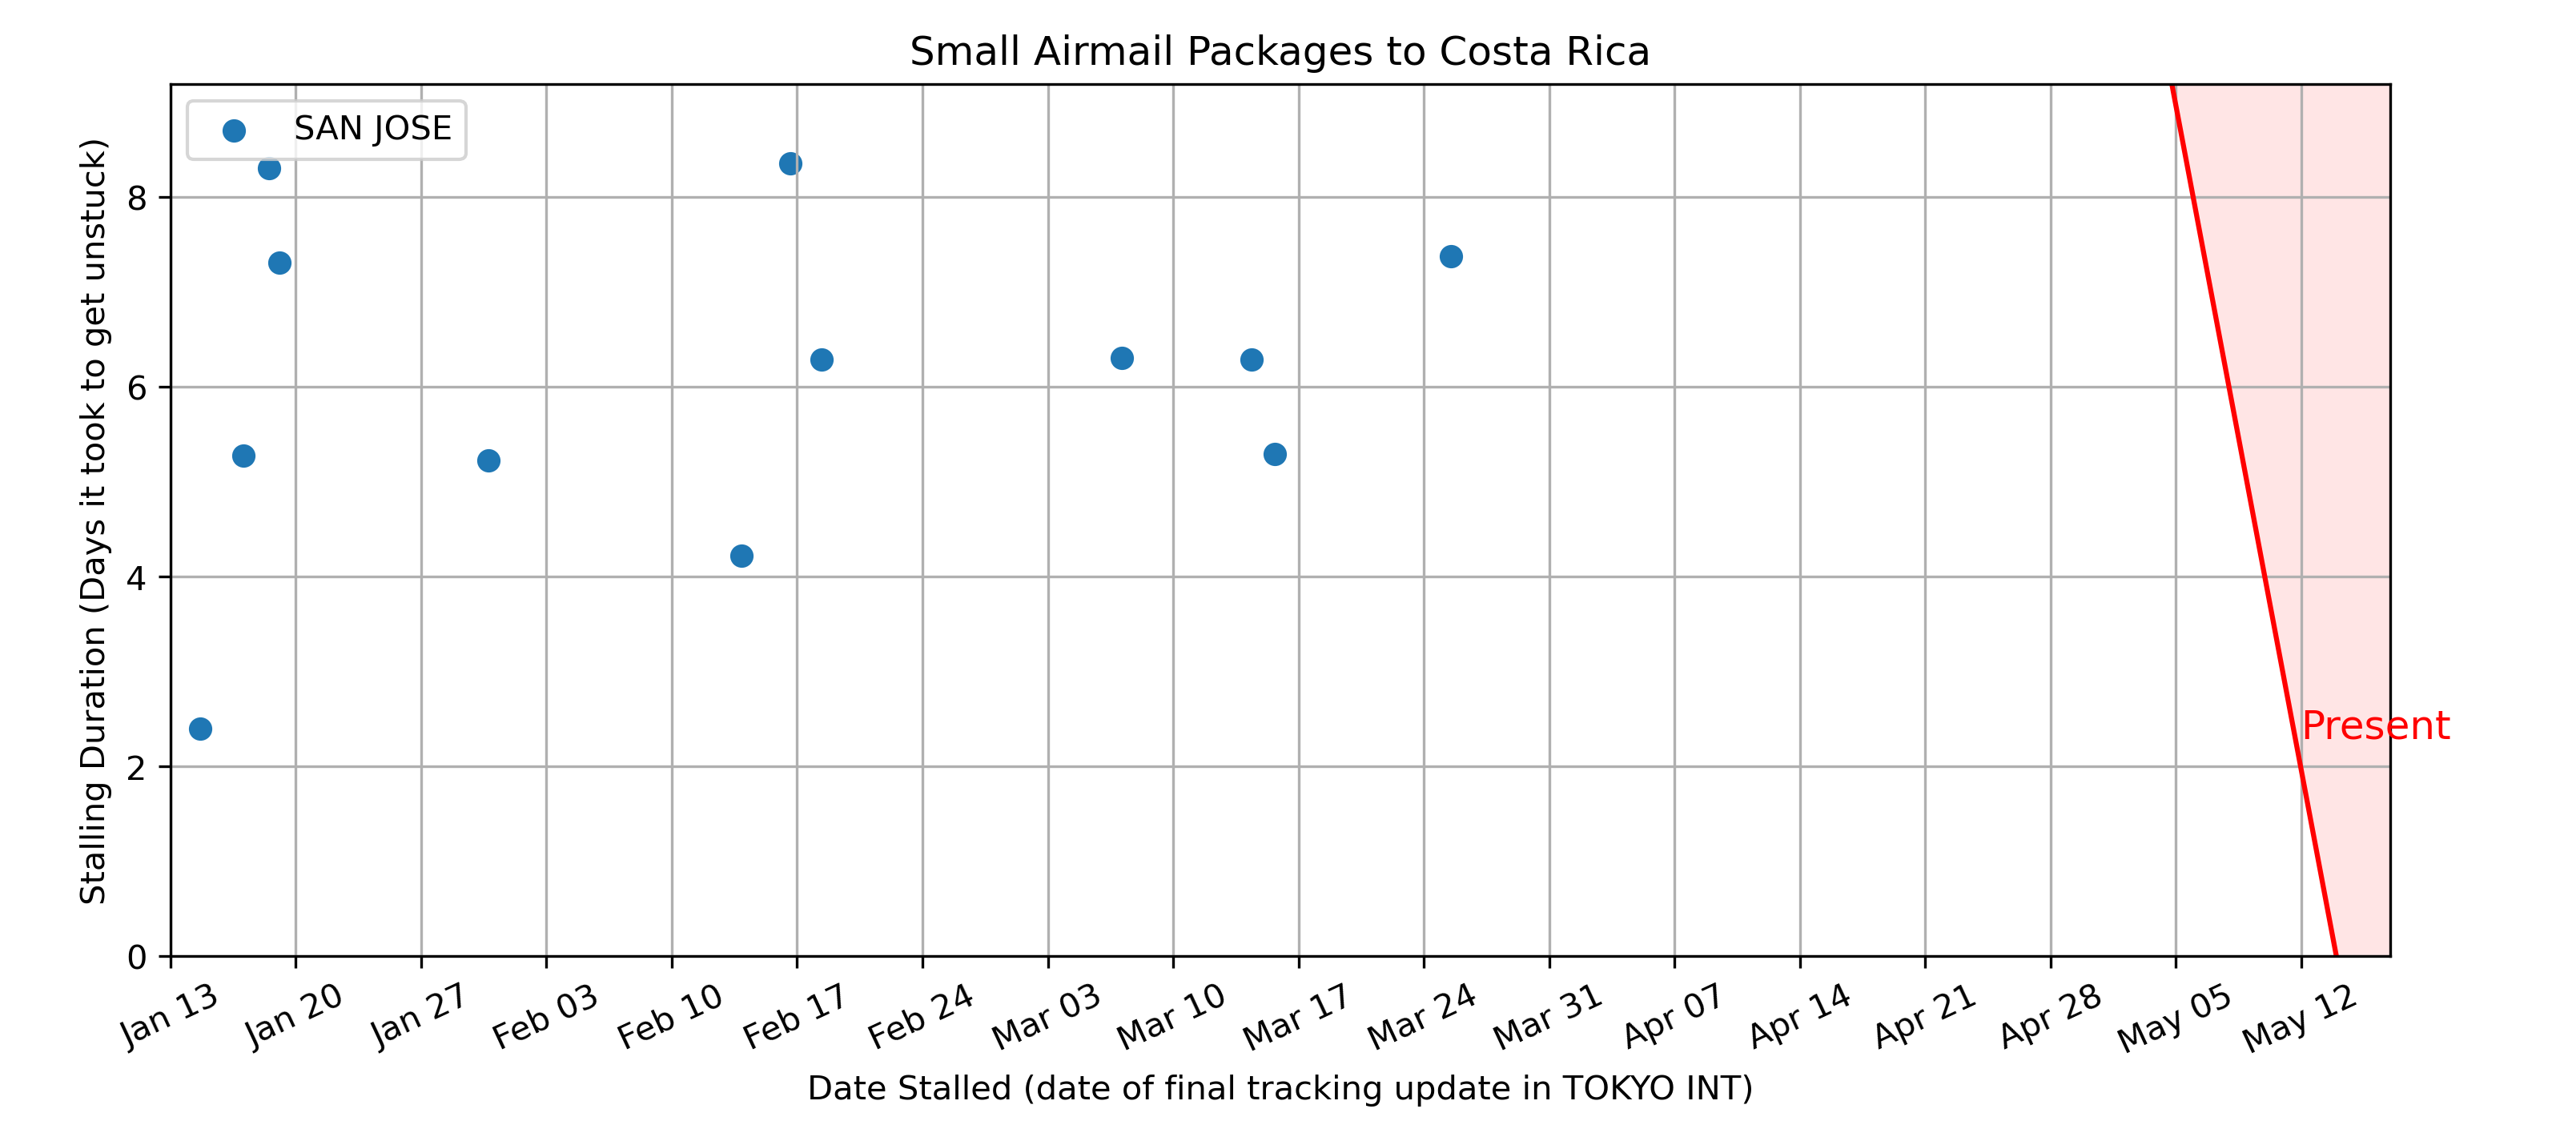 Small Airmail Packages to Costa Rica
SAN JOSE
Stalling Duration (Days it took to get unstuck)
8
6
4
2
0
Present
Jan 13
Jan 20
Jan 27
Feb 03
Feb 10
Feb 17
Feb 24
Mar 03
Mar 10
Mar 17
Mar 24
Mar 31
Apr 07
Apr 14
Apr 21
Apr 28
May 05
May 12
Date Stalled (date of final tracking update in TOKYO INT)